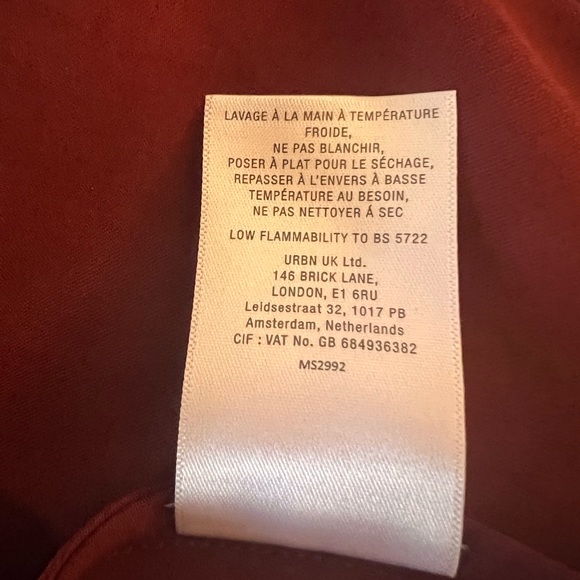 LAVAGE À LA MAIN À TEMPÉRATURE
FROIDE,
NE PAS BLANCHIR,
POSER À PLAT POUR LE SÉCHAGE,
REPASSER À L'ENVERS À BASSE
TEMPÉRATURE AU BESOIN,
NE PAS NETTOYER Á SEC
LOW FLAMMABILITY TO BS 5722
URBN UK Ltd.
146 BRICK LANE,
LONDON, E1 6RU
Leidsestraat 32, 1017 PB
Amsterdam, Netherlands
CIF : VAT No. GB 684936382
MS2992